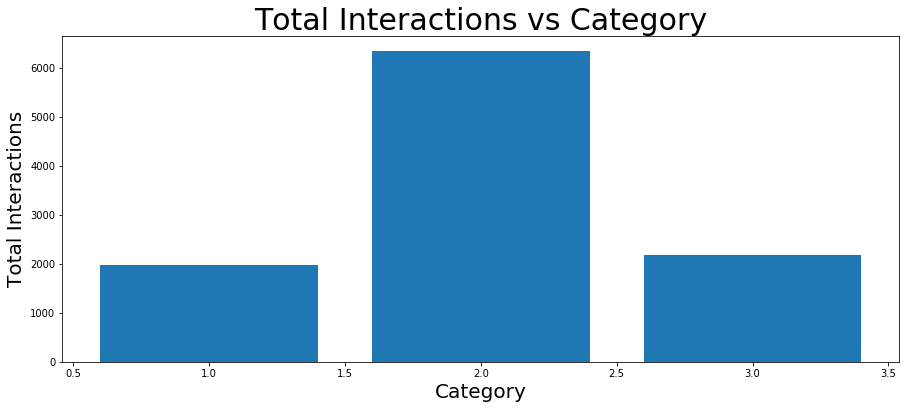 Total Interactions vs Category
Total Interactions
6000
5000
4000
3000
2000
1000
0
0.5 1.0 1.5 2.0 2.5 3.0 3.5
Category